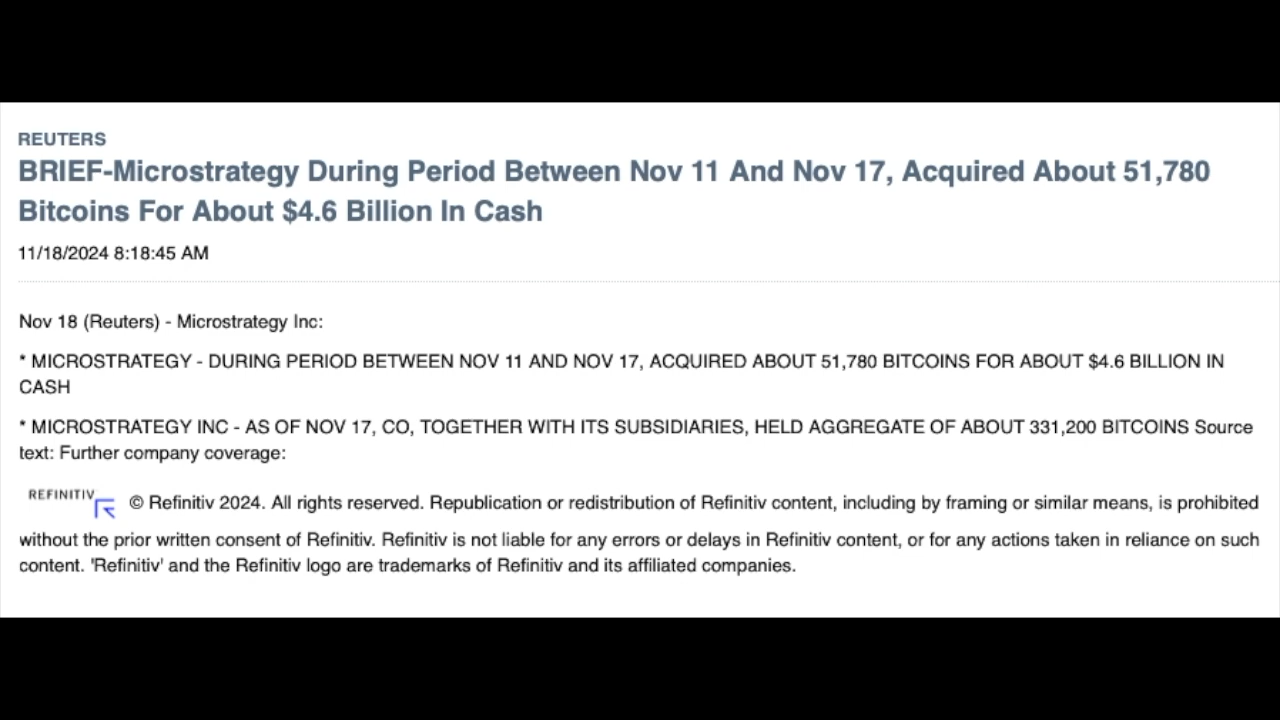 REUTERS
BRIEF-Microstrategy During Period Between Nov 11 And Nov 17, Acquired About 51,780
Bitcoins For About $4.6 Billion In Cash
11/18/2024 8:18:45 AM
Nov 18 (Reuters) - Microstrategy Inc:
* MICROSTRATEGY - DURING PERIOD BETWEEN NOV 11 AND NOV 17, ACQUIRED ABOUT 51,780 BITCOINS FOR ABOUT $4.6 BILLION IN
CASH
* MICROSTRATEGY INC - AS OF NOV 17, CO, TOGETHER WITH ITS SUBSIDIARIES, HELD AGGREGATE OF ABOUT 331,200 BITCOINS Source
text: Further company coverage:
REFINITIV © Refinitiv 2024. All rights reserved. Republication or redistribution of Refinitiv content, including by framing or similar means, is prohibited
without the prior written consent of Refinitiv. Refinitiv is not liable for any errors or delays in Refinitiv content, or for any actions taken in reliance on such
content. 'Refinitiv' and the Refinitiv logo are trademarks of Refinitiv and its affiliated companies.